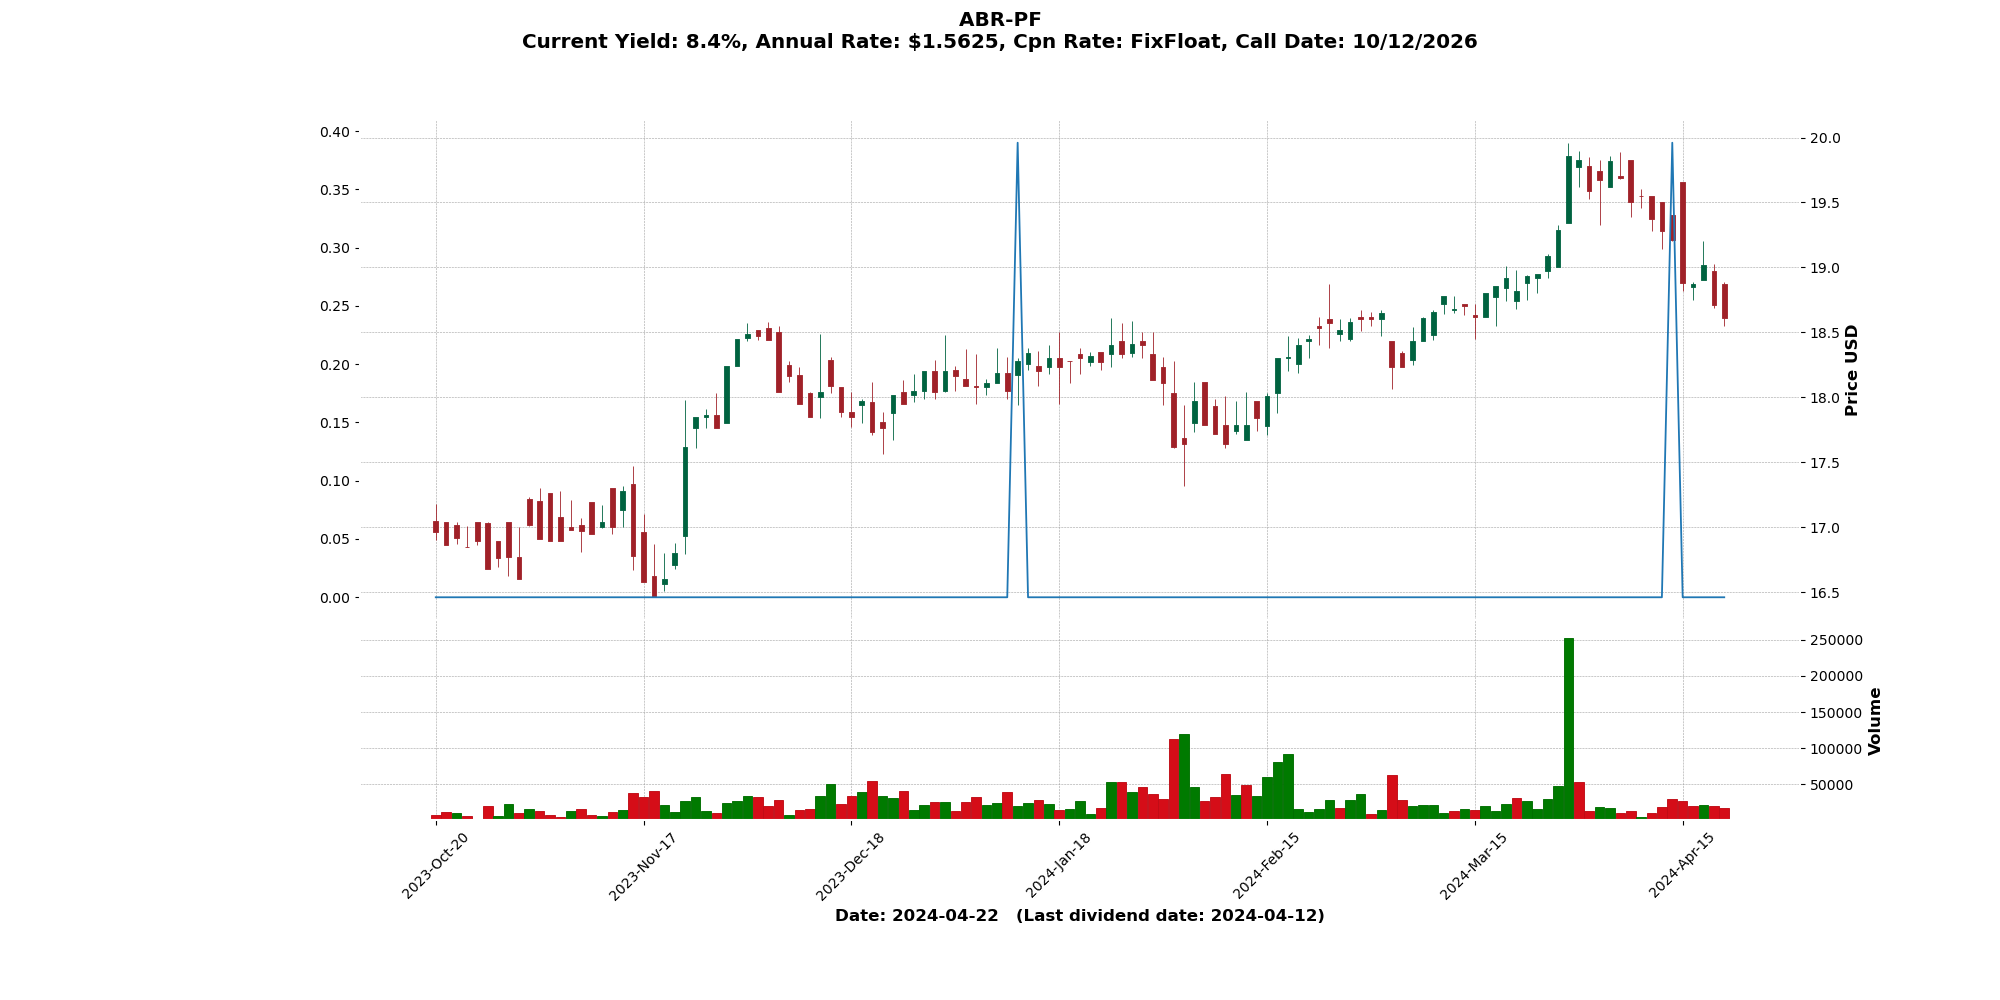 ABR-PF
Current Yield: 8.4%, Annual Rate: $1.5625, Cpn Rate: FixFloat, Call Date: 10/12/2026
0.40
0.35
0.30
0.25
0.20
0.15
0.10
0.05
0.00
20.0
19.5
19.0
18.5
18.0
17.5
17.0
16.5
Price USD
250000
200000
150000
100000
50000
Volume
2023-Oct-20
2023-Nov-17
2023-Dec-18
2024-Jan-18
2024-Feb-15
2024-Mar-15
2024-Apr-15
Date: 2024-04-22 (Last dividend date: 2024-04-12)